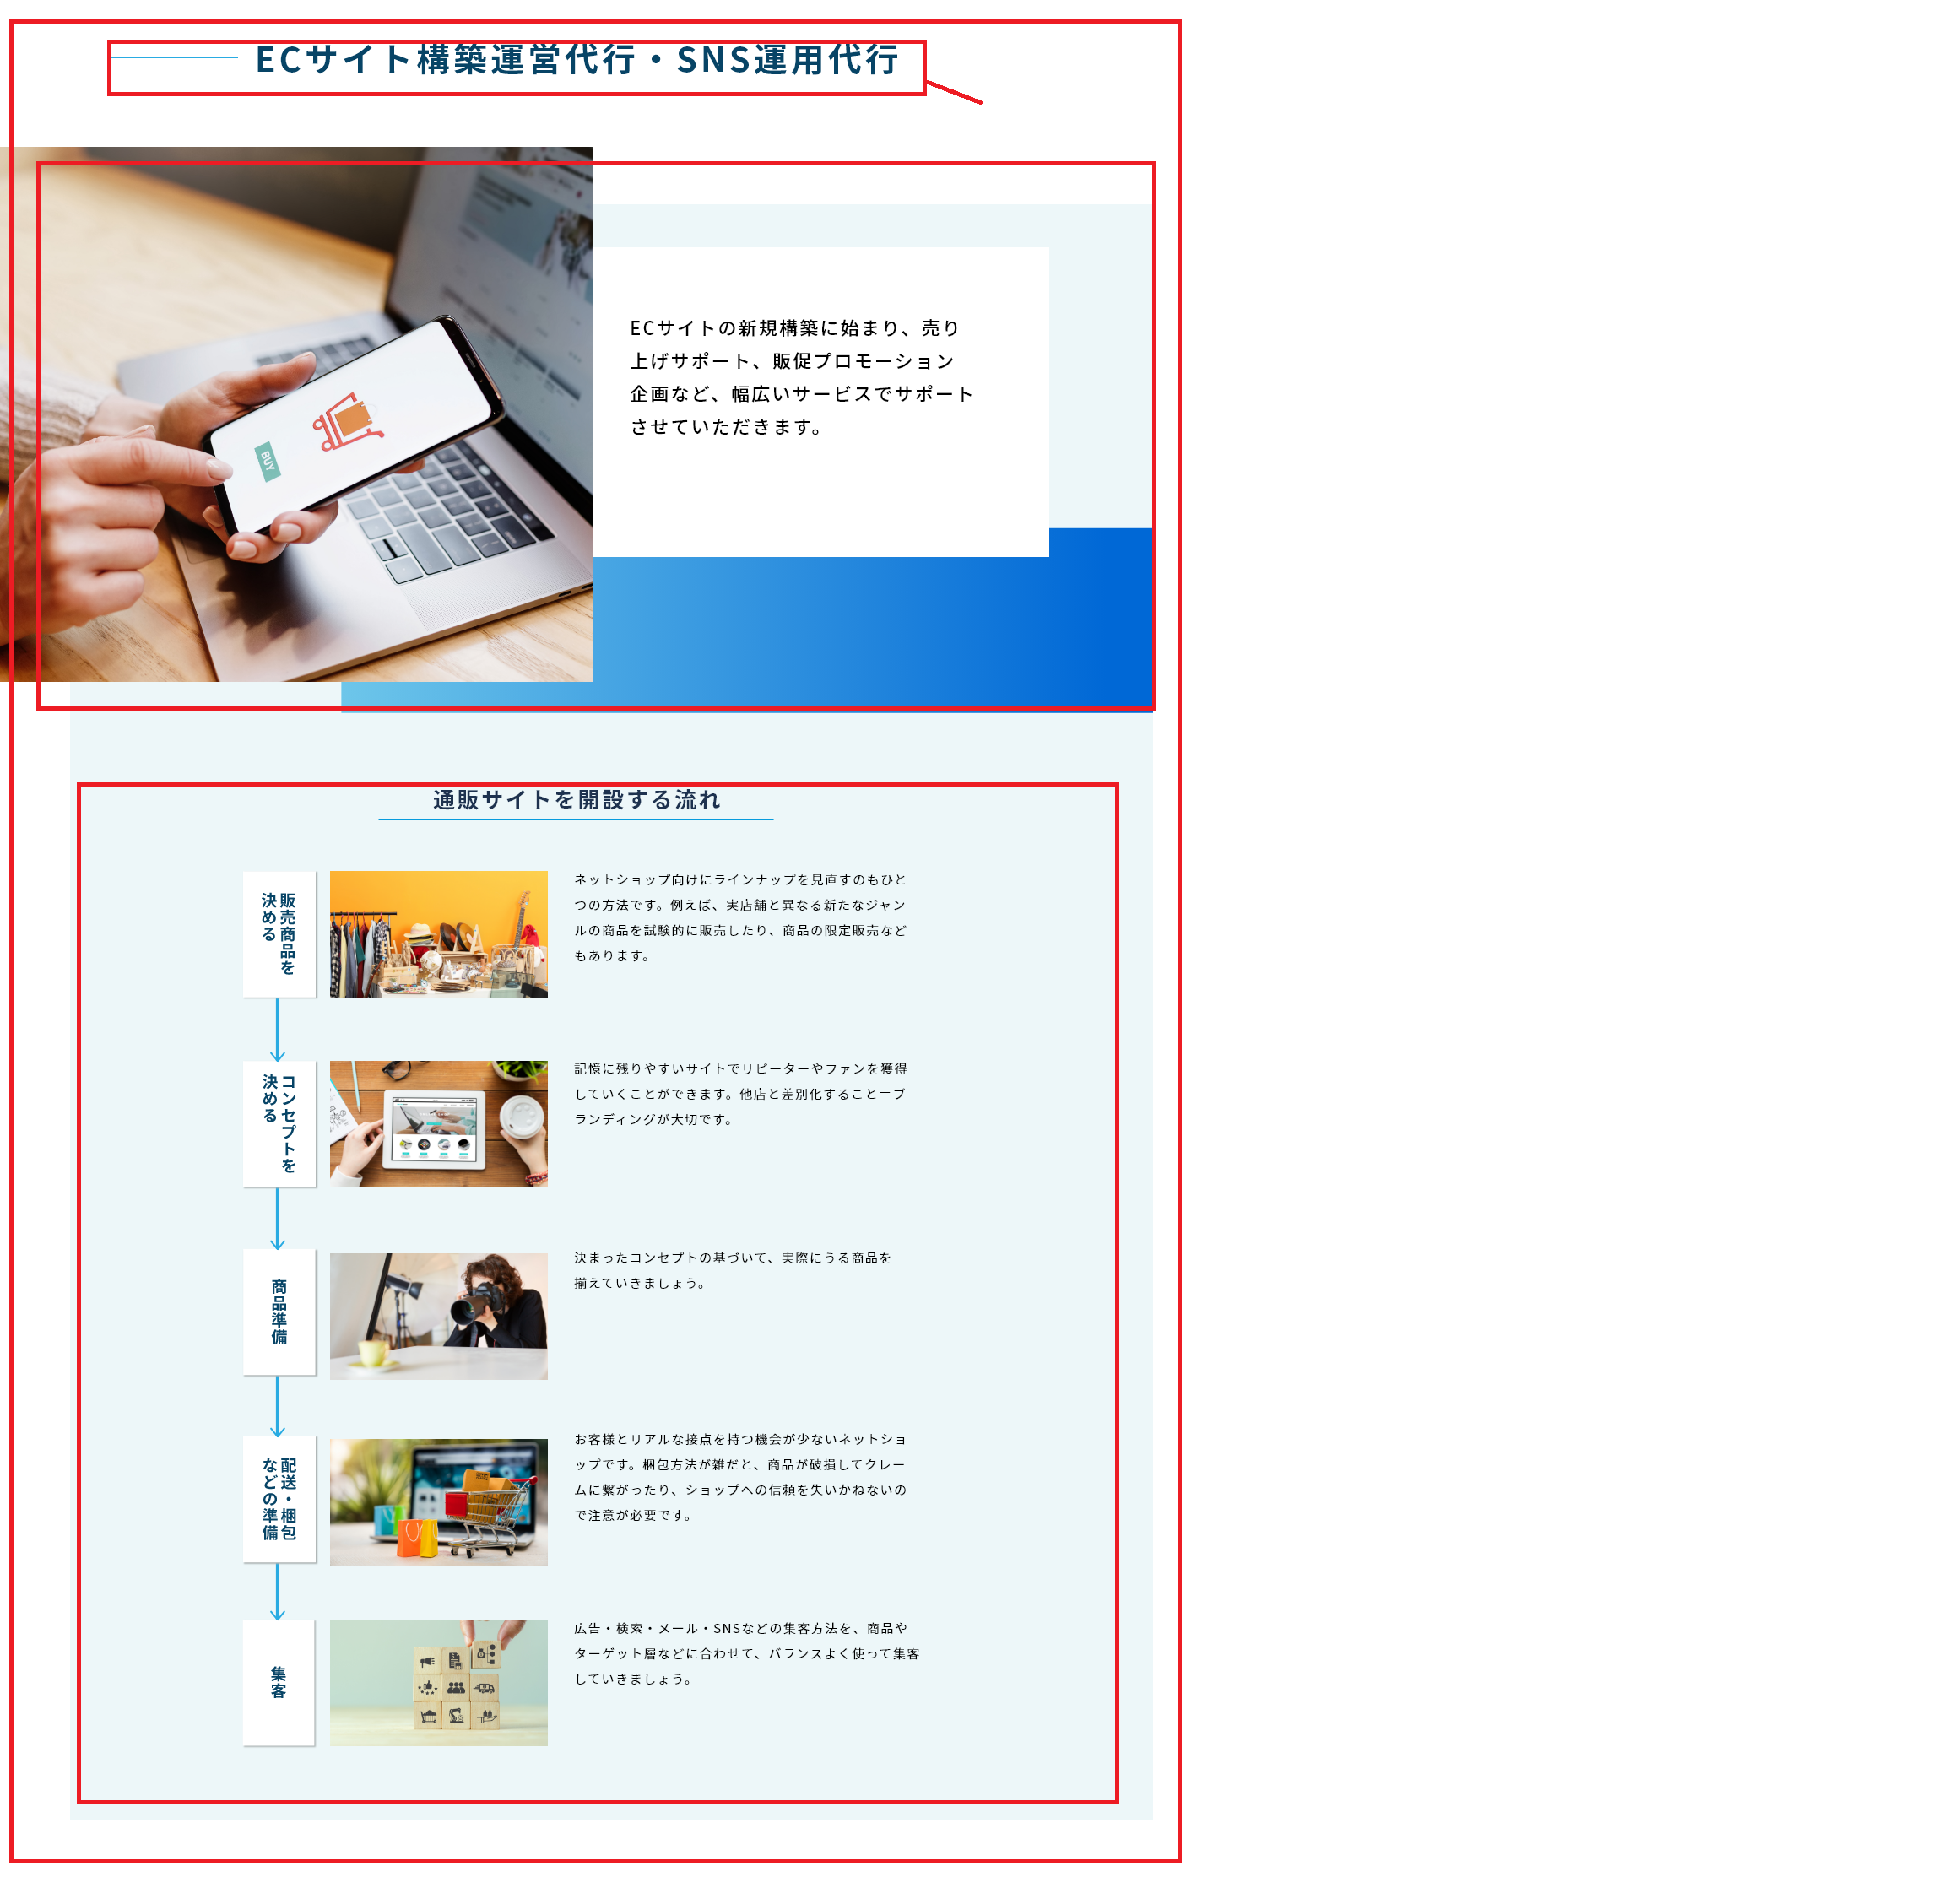 ECサイト構築運営代行・SNS運用代行
BUY
ECサイトの新規構築に始まり、売り
上げサポート、販促プロモーション
企画など、幅広いサービスでサポート
させていただきます。
通販サイトを開設する流れ
販売商品を
決める
ネットショップ向けにラインナップを見直すのもひと
つの方法です。例えば、実店舗と異なる新たなジャン
ルの商品を試験的に販売したり、商品の限定販売など
もあります。
コンセプトを
決める
記憶に残りやすいサイトでリピーターやファンを獲得
していくことができます。他店と差別化すること＝ブ
ランディングが大切です。
商品準備
決まったコンセプトの基づいて、実際にうる商品を
揃えていきましょう。
配送・梱包
などの準備
お客様とリアルな接点を持つ機会が少ないネットショ
ップです。梱包方法が雑だと、商品が破損してクレー
ムに繋がったり、ショップへの信頼を失いかねないの
で注意が必要です。
集客
広告・検索・メール・SNSなどの集客方法を、商品や
ターゲット層などに合わせて、バランスよく使って集客
していきましょう。